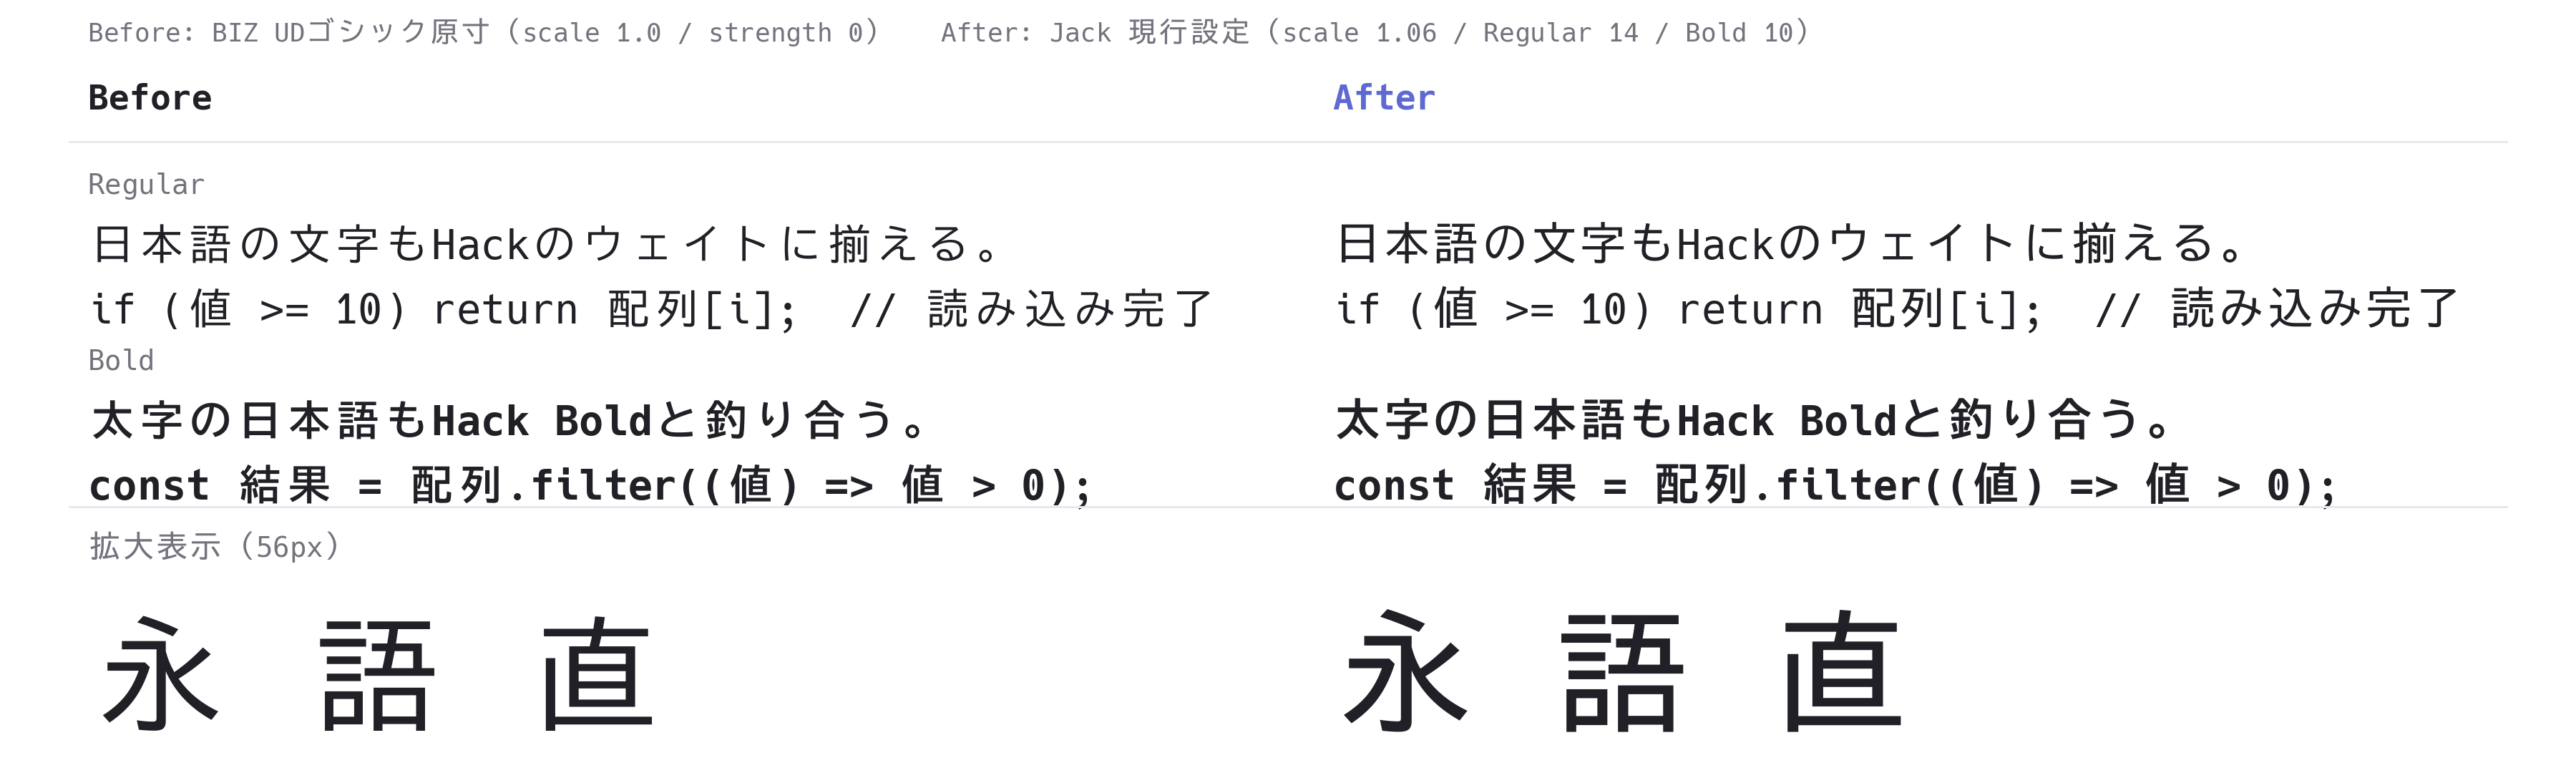 Before: BIZ UDゴシック原寸（scale 1.0 / strength 0）　After: Jack 現行設定（scale 1.06 / Regular 14 / Bold 10）
Before
After
Regular
日本語の文字もHackのウェイトに揃える。
日本語の文字もHackのウェイトに揃える。
if (値 >= 10) return 配列[i];  // 読み込み完了
if (値 >= 10) return 配列[i];  // 読み込み完了
Bold
太字の日本語もHack Boldと釣り合う。
太字の日本語もHack Boldと釣り合う。
const 結果 = 配列.filter((値) => 値 > 0);
const 結果 = 配列.filter((値) => 値 > 0);
拡大表示（56px）
永 語 直
永 語 直